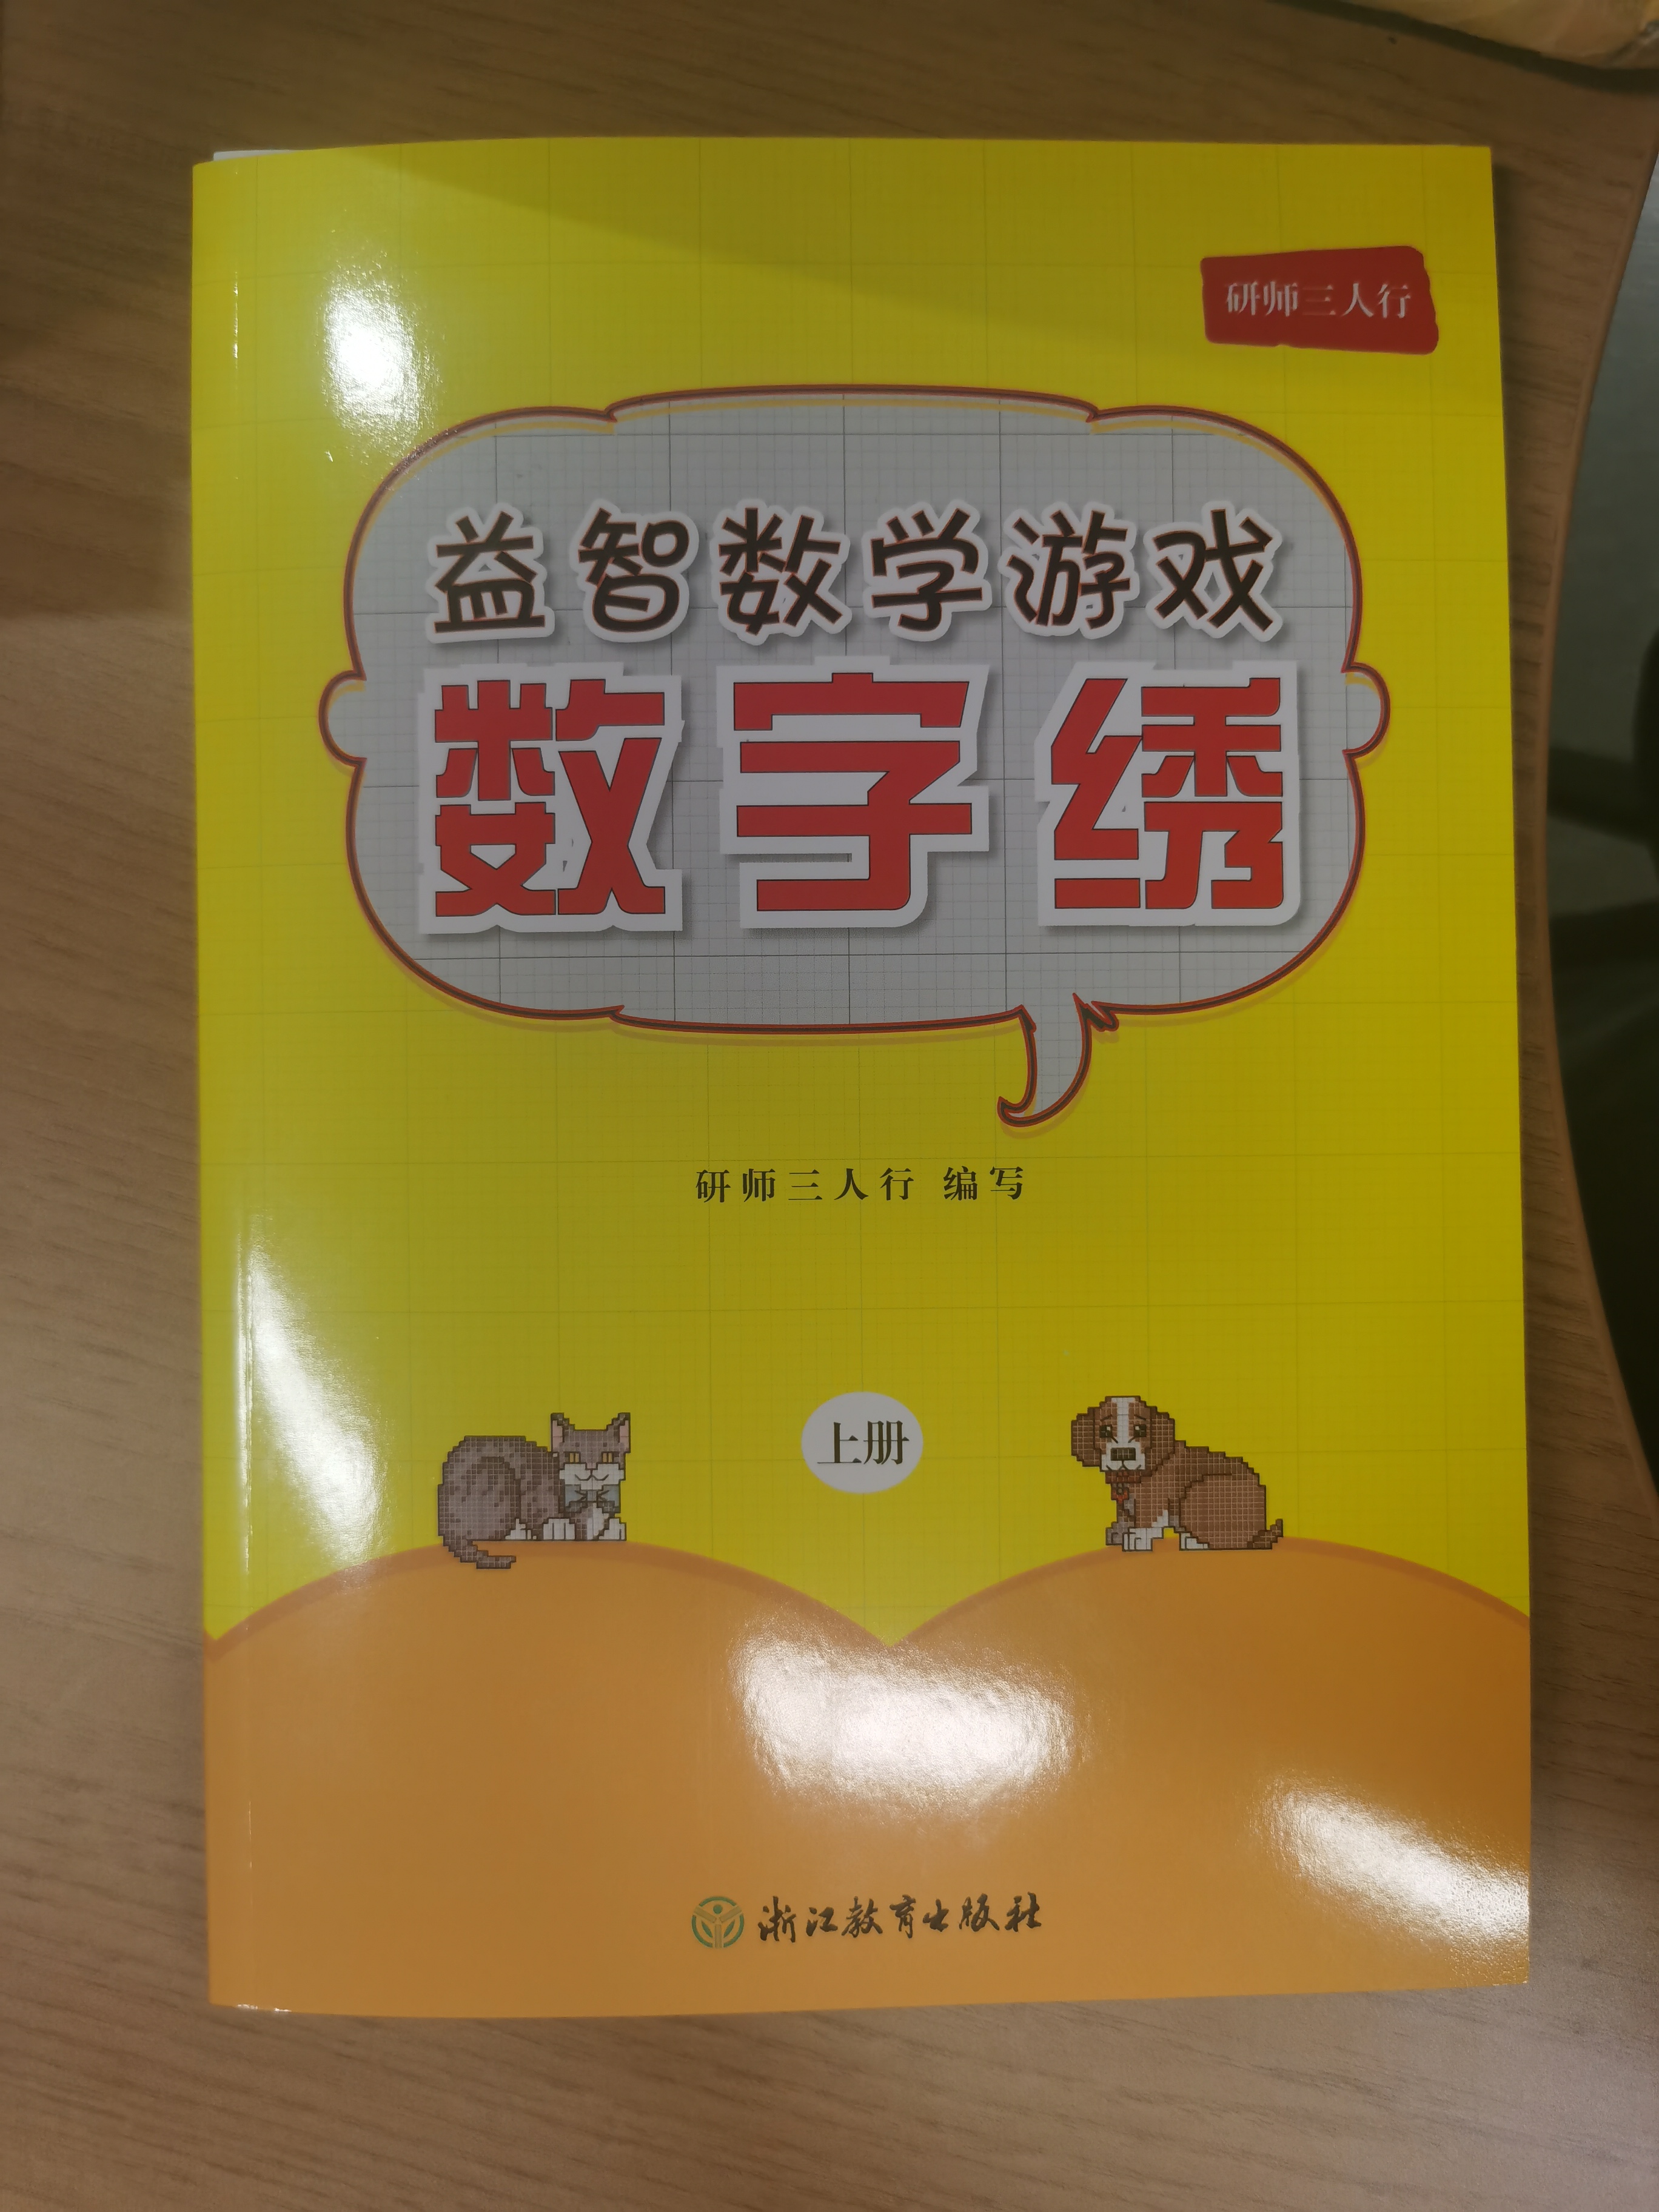 研师三人行
益智数学游戏
数字绣
研师三人行 编写
上册
浙江教育出版社